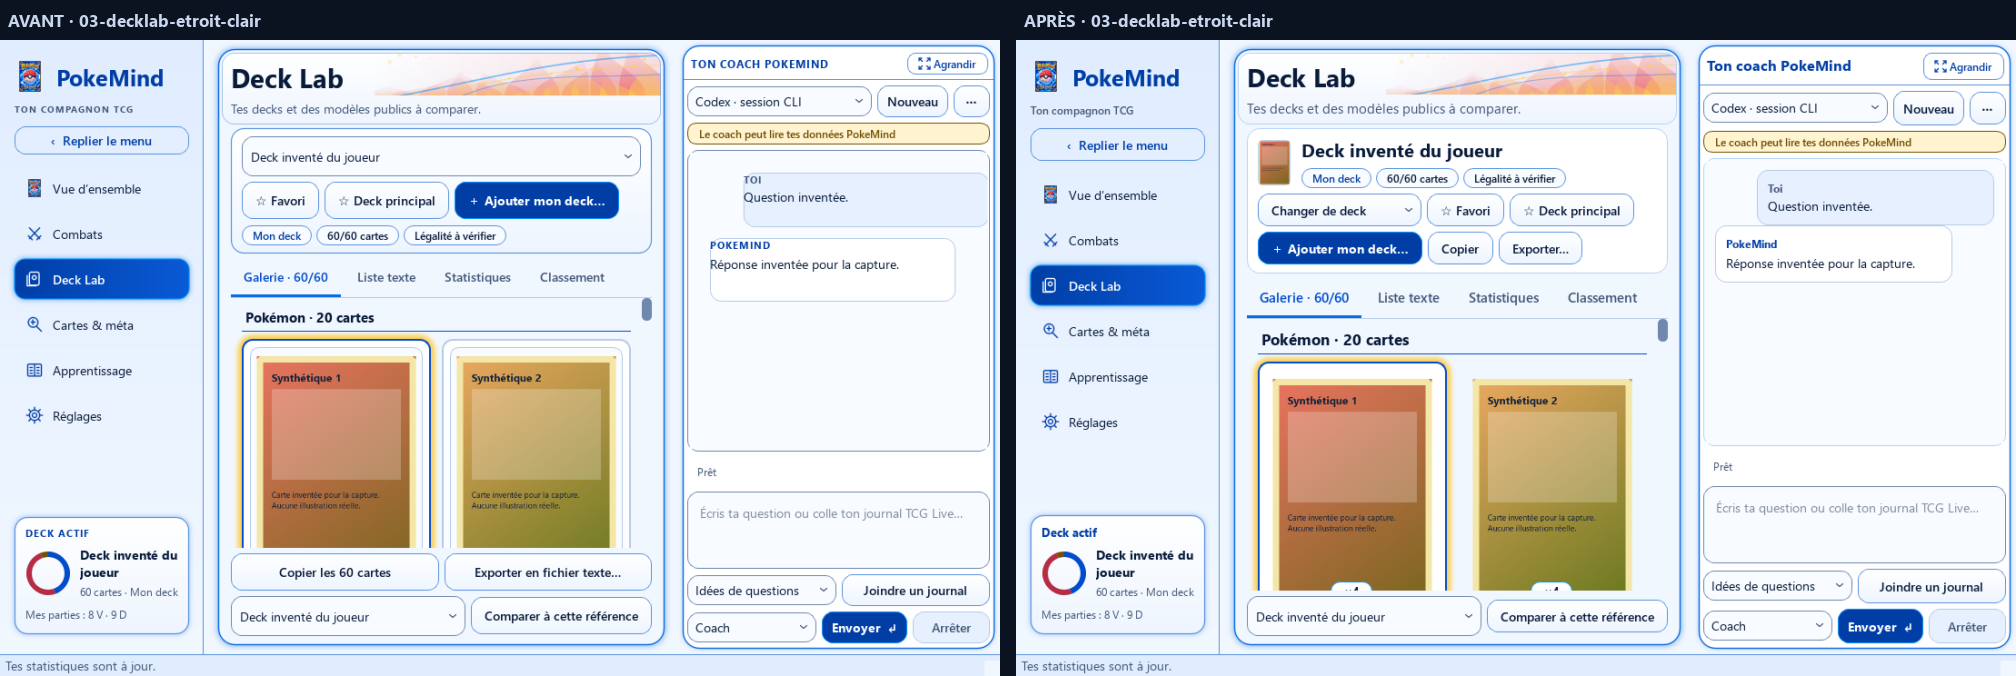 AVANT · 03-decklab-etroit-clair
PokeMind
TON COMPAGNON TCG
‹ Replier le menu
Vue d'ensemble
Combats
Deck Lab
Cartes & méta
Apprentissage
Réglages
DECK ACTIF
Deck inventé du
joueur
60 cartes · Mon deck
Mes parties : 8 V · 9 D
Deck Lab
Tes decks et des modèles publics à comparer.
Deck inventé du joueur
☆ Favori
☆ Deck principal
+ Ajouter mon deck...
Mon deck
60/60 cartes
Légalité à vérifier
Galerie · 60/60
Liste texte
Statistiques
Classement
Pokémon · 20 cartes
Synthétique 1
Carte inventée pour la capture.
Aucune illustration réelle.
Synthétique 2
Carte inventée pour la capture.
Aucune illustration réelle.
Copier les 60 cartes
Exporter en fichier texte...
Deck inventé du joueur
Comparer à cette référence
TON COACH POKEMIND
Agrandir
Codex · session CLI
Nouveau
...
Le coach peut lire tes données PokeMind
TOI
Question inventée.
POKEMIND
Réponse inventée pour la capture.
Prêt
Écris ta question ou colle ton journal TCG Live...
Idées de questions
Joindre un journal
Coach
Envoyer ↲
Arrêter
Tes statistiques sont à jour.
APRÈS · 03-decklab-etroit-clair
PokeMind
Ton compagnon TCG
‹ Replier le menu
Vue d'ensemble
Combats
Deck Lab
Cartes & méta
Apprentissage
Réglages
Deck actif
Deck inventé du
joueur
60 cartes · Mon deck
Mes parties : 8 V · 9 D
Deck Lab
Tes decks et des modèles publics à comparer.
Deck inventé du joueur
Mon deck
60/60 cartes
Légalité à vérifier
Changer de deck
☆ Favori
☆ Deck principal
+ Ajouter mon deck...
Copier
Exporter...
Galerie · 60/60
Liste texte
Statistiques
Classement
Pokémon · 20 cartes
Synthétique 1
Carte inventée pour la capture.
Aucune illustration réelle.
Synthétique 2
Carte inventée pour la capture.
Aucune illustration réelle.
Deck inventé du joueur
Comparer à cette référence
Ton coach PokeMind
Agrandir
Codex · session CLI
Nouveau
...
Le coach peut lire tes données PokeMind
Toi
Question inventée.
PokeMind
Réponse inventée pour la capture.
Prêt
Écris ta question ou colle ton journal TCG Live...
Idées de questions
Joindre un journal
Coach
Envoyer ↲
Arrêter
Tes statistiques sont à jour.